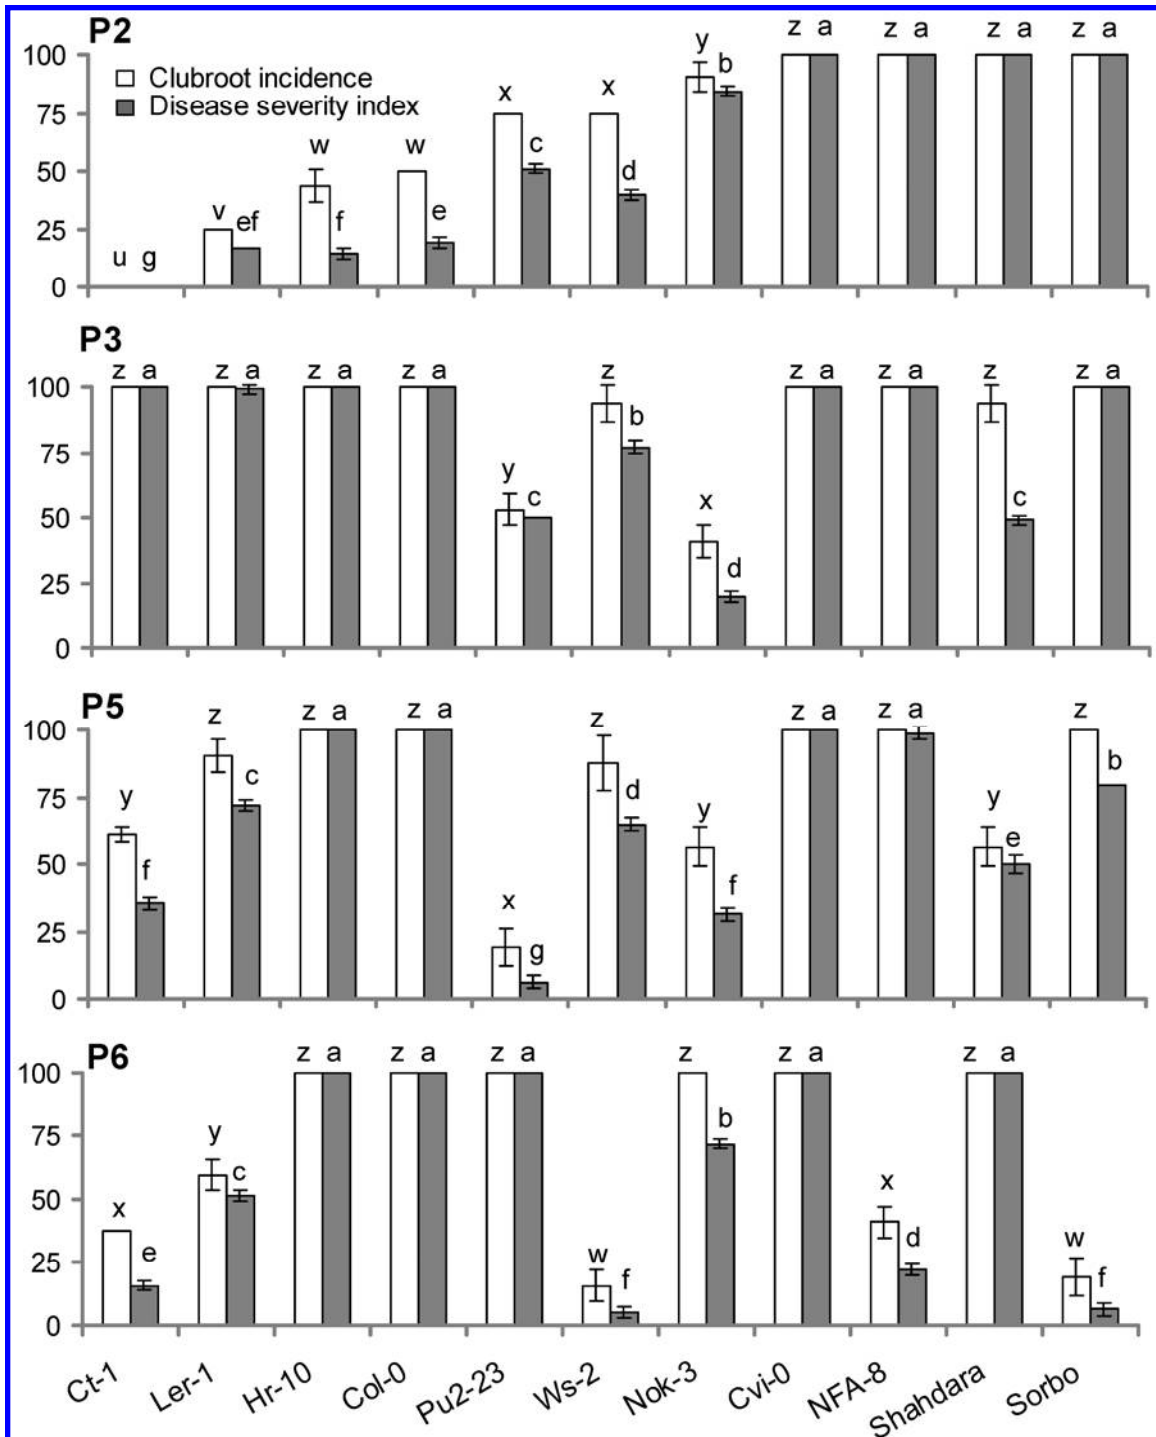 P2
z a z a z a z a
y b
100
Clubroot incidence
Disease severity index
x x
75
c
w w
d
50
v ef f e
25
u g
0
P3
z a z a z a z a z z a z a z z a
100
b
75
y c x c
50
d
25
0
P5
z z a z a z z a z a z
100
b
75
y c d y y e
f f
50
x
g
25
0
P6
z a z a z a z z a z a
100
b
75
y c
50
x x
e d
w f w f
25
0
Ct-1 Ler-1 Hr-10 Col-0 Pu2-23 Ws-2 Nok-3 Cvi-0 NFA-8 Shahdara Sorbo